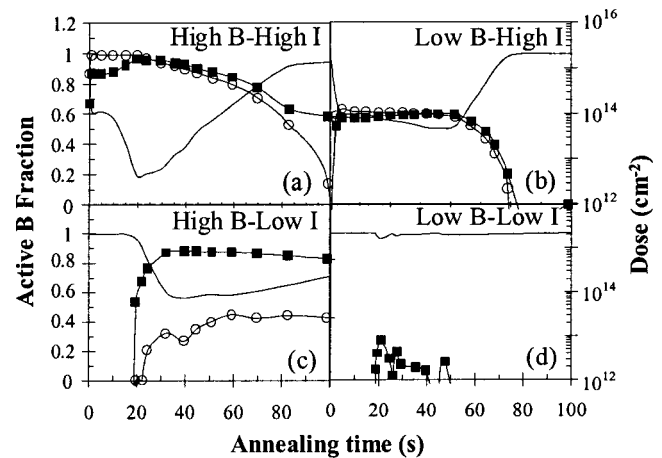 1.2 High B-High I Low B-High I 10^16
1
0.8
0.6 10^14
0.4
0.2
0 (a) (b) 10^12
High B-Low I Low B-Low I
1
0.8
0.6 10^14
0.4
0.2
0 (c) (d) 10^12
0 20 40 60 80 0 20 40 60 80 100
Active B Fraction
Dose (cm^-2)
Annealing time (s)